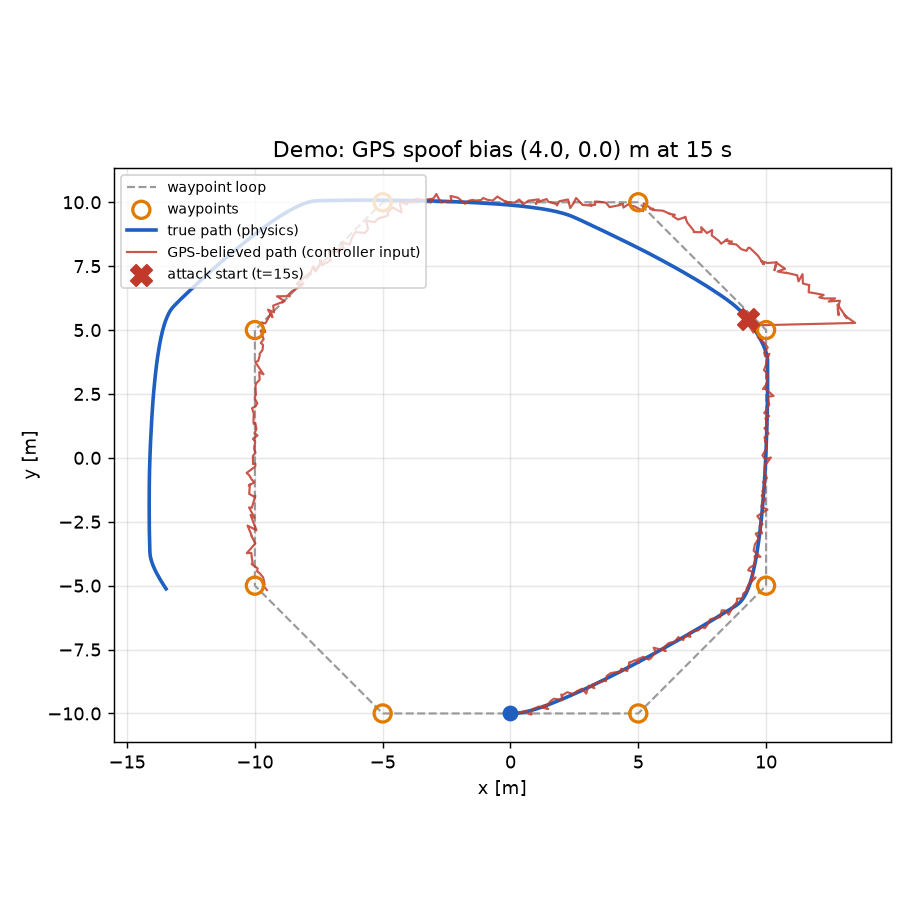 Demo: GPS spoof bias (4.0, 0.0) m at 15 s
waypoint loop
waypoints
true path (physics)
GPS-believed path (controller input)
attack start (t=15s)
10.0
7.5
5.0
2.5
0.0
−2.5
−5.0
−7.5
−10.0
y [m]
−15 −10 −5 0 5 10
x [m]